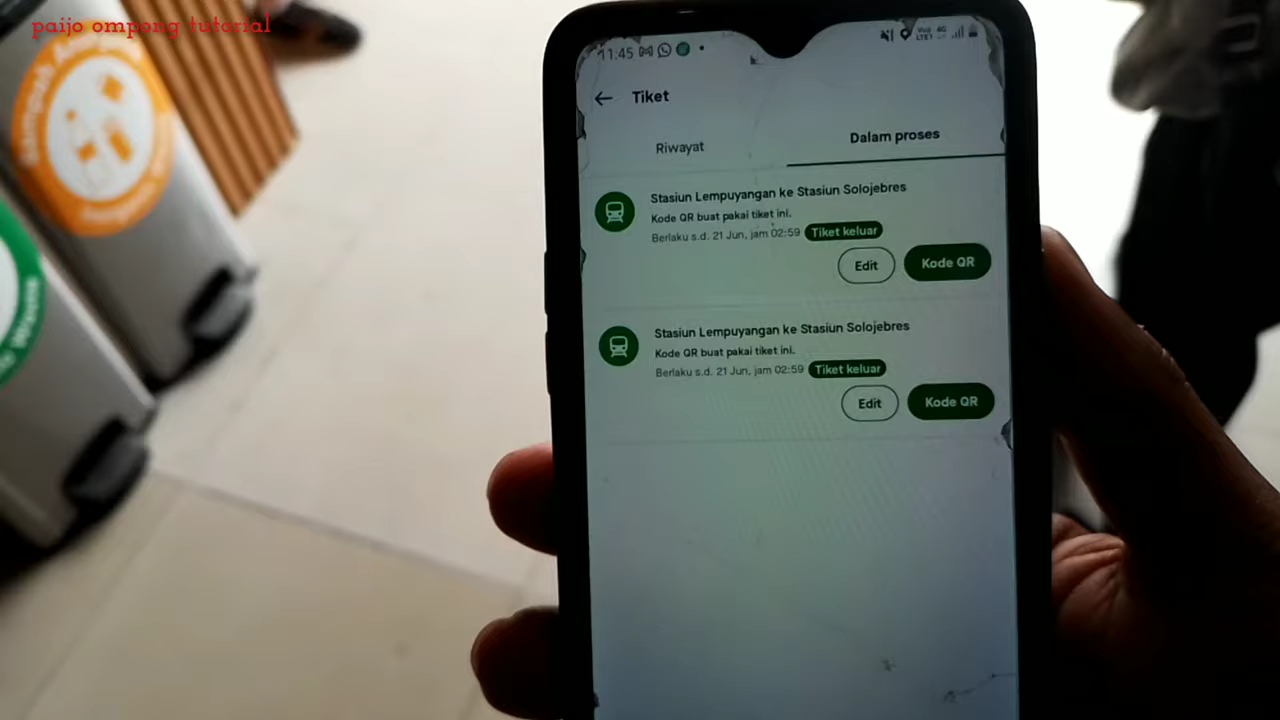 paijo ompong tutorial
11:45
Tiket
Riwayat
Dalam proses
Stasiun Lempuyangan ke Stasiun Solojebres
Kode QR buat pakai tiket ini.
Berlaku s.d. 21 Jun, jam 02:59 Tiket keluar
Edit
Kode QR
Stasiun Lempuyangan ke Stasiun Solojebres
Kode QR buat pakai tiket ini.
Berlaku s.d. 21 Jun, jam 02:59 Tiket keluar
Edit
Kode QR